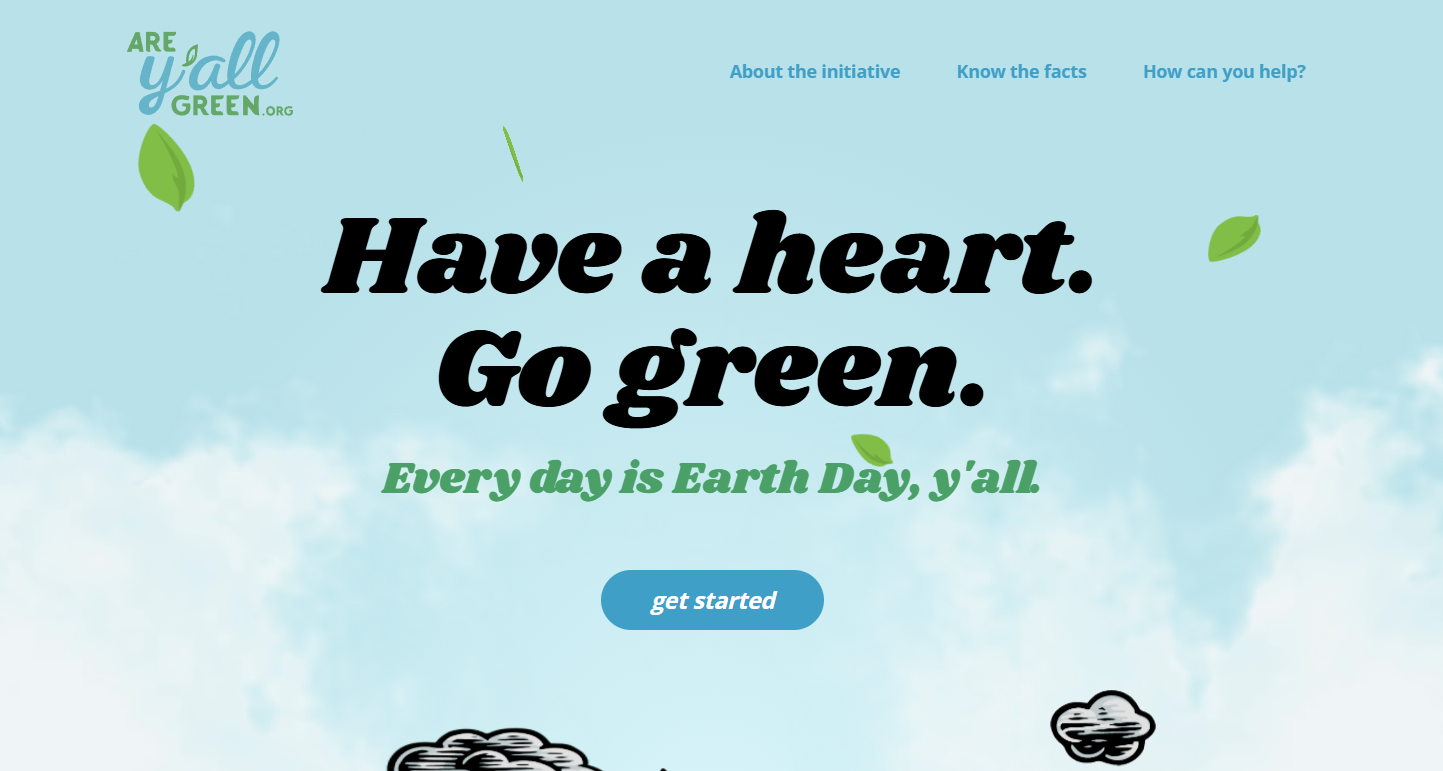 ARE
y'all
GREEN.ORG
About the initiative
Know the facts
How can you help?
Have a heart.
Go green.
Every day is Earth Day, y'all.
get started